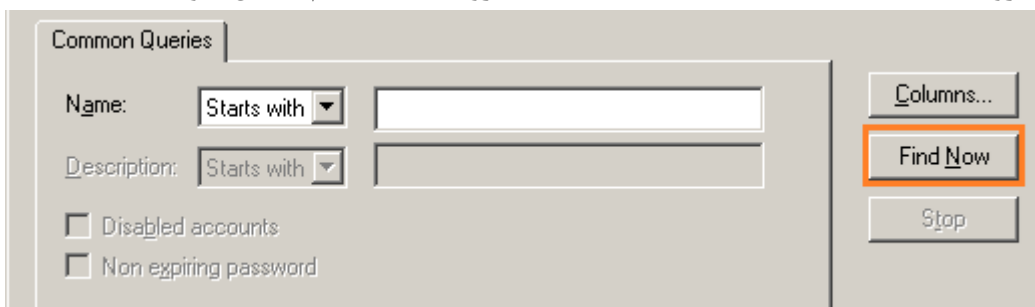 Common Queries
Name: Starts with
Columns...
Description: Starts with
Find Now
Disabled accounts
Stop
Non expiring password